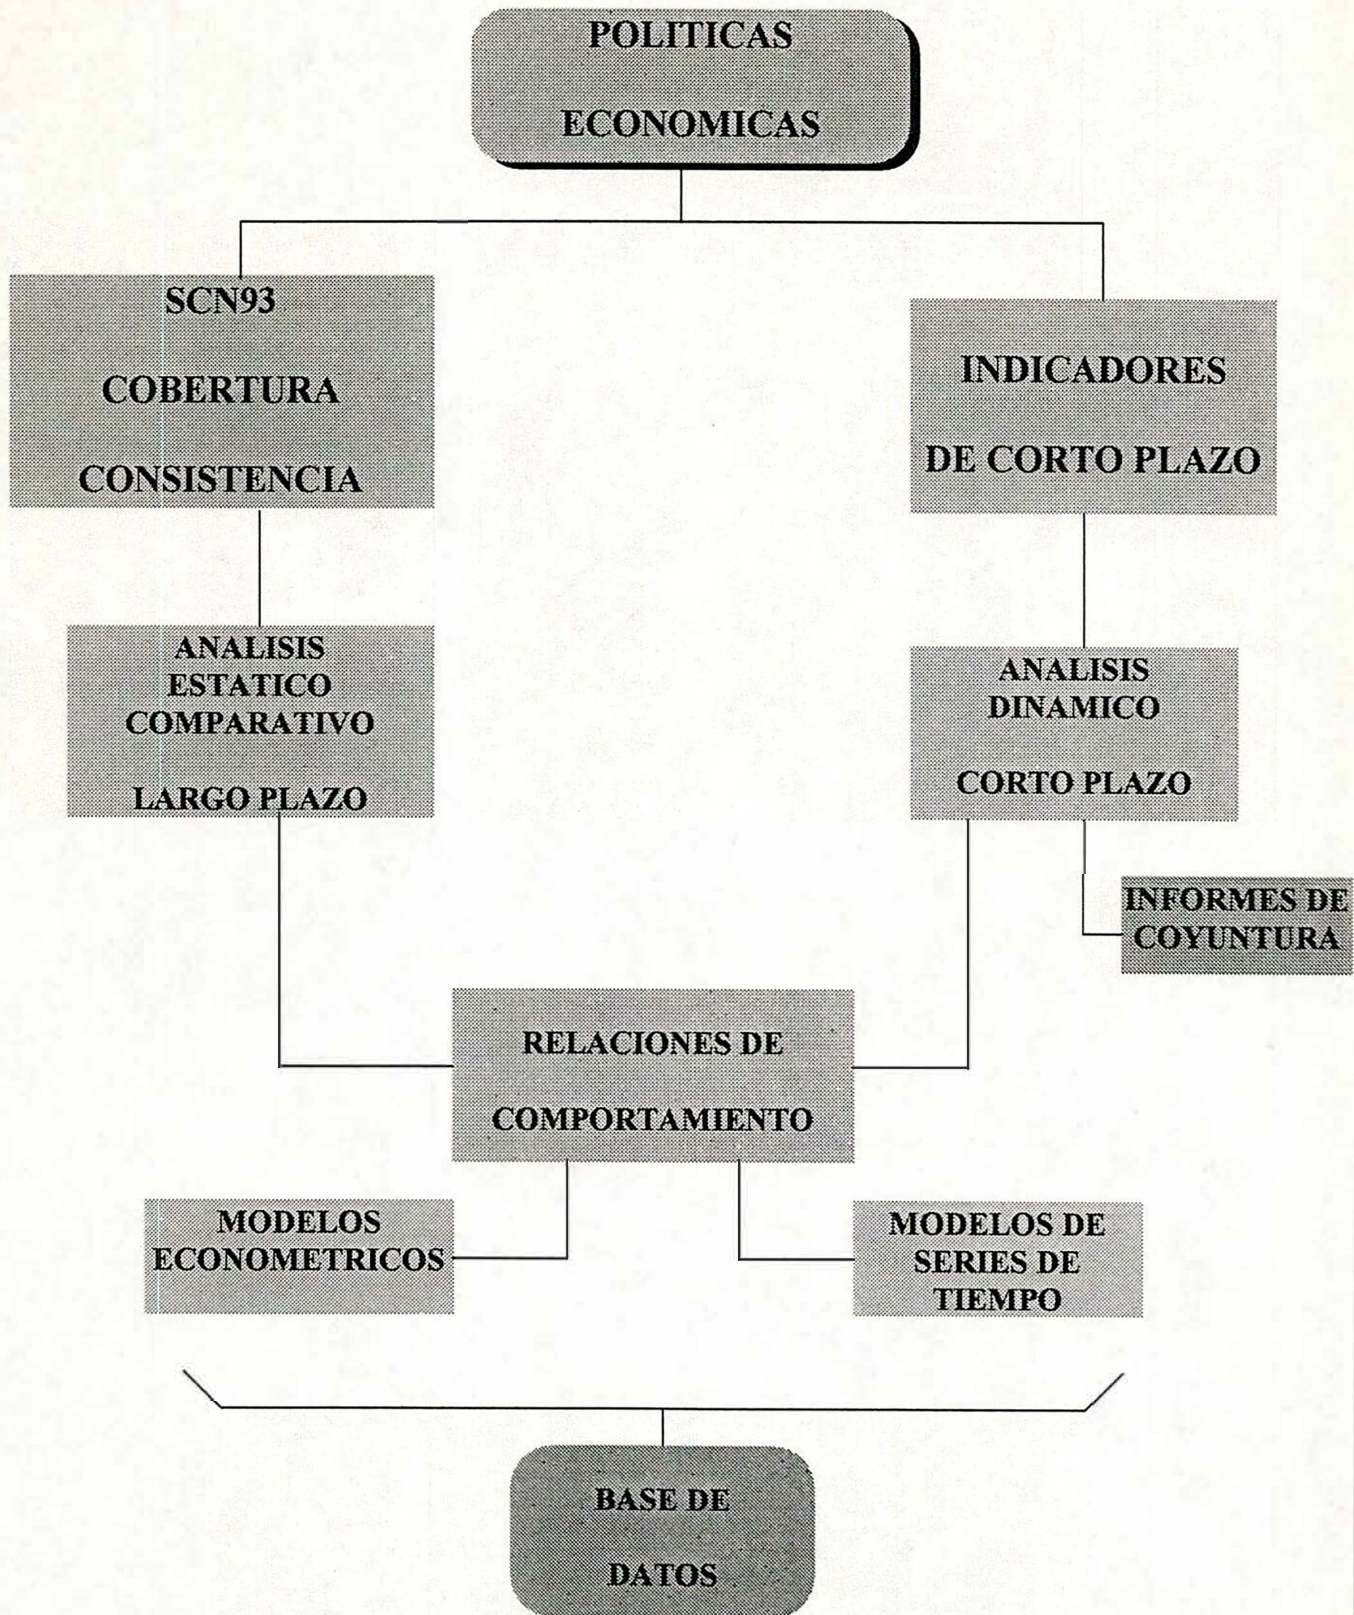 POLITICAS
ECONOMICAS
SCN93
COBERTURA
CONSISTENCIA
INDICADORES
DE CORTO PLAZO
ANALISIS
ESTATICO
COMPARATIVO
LARGO PLAZO
ANALISIS
DINAMICO
CORTO PLAZO
INFORMES DE
COYUNTURA
RELACIONES DE
COMPORTAMIENTO
MODELOS
ECONOMETRICOS
MODELOS DE
SERIES DE
TIEMPO
BASE DE
DATOS